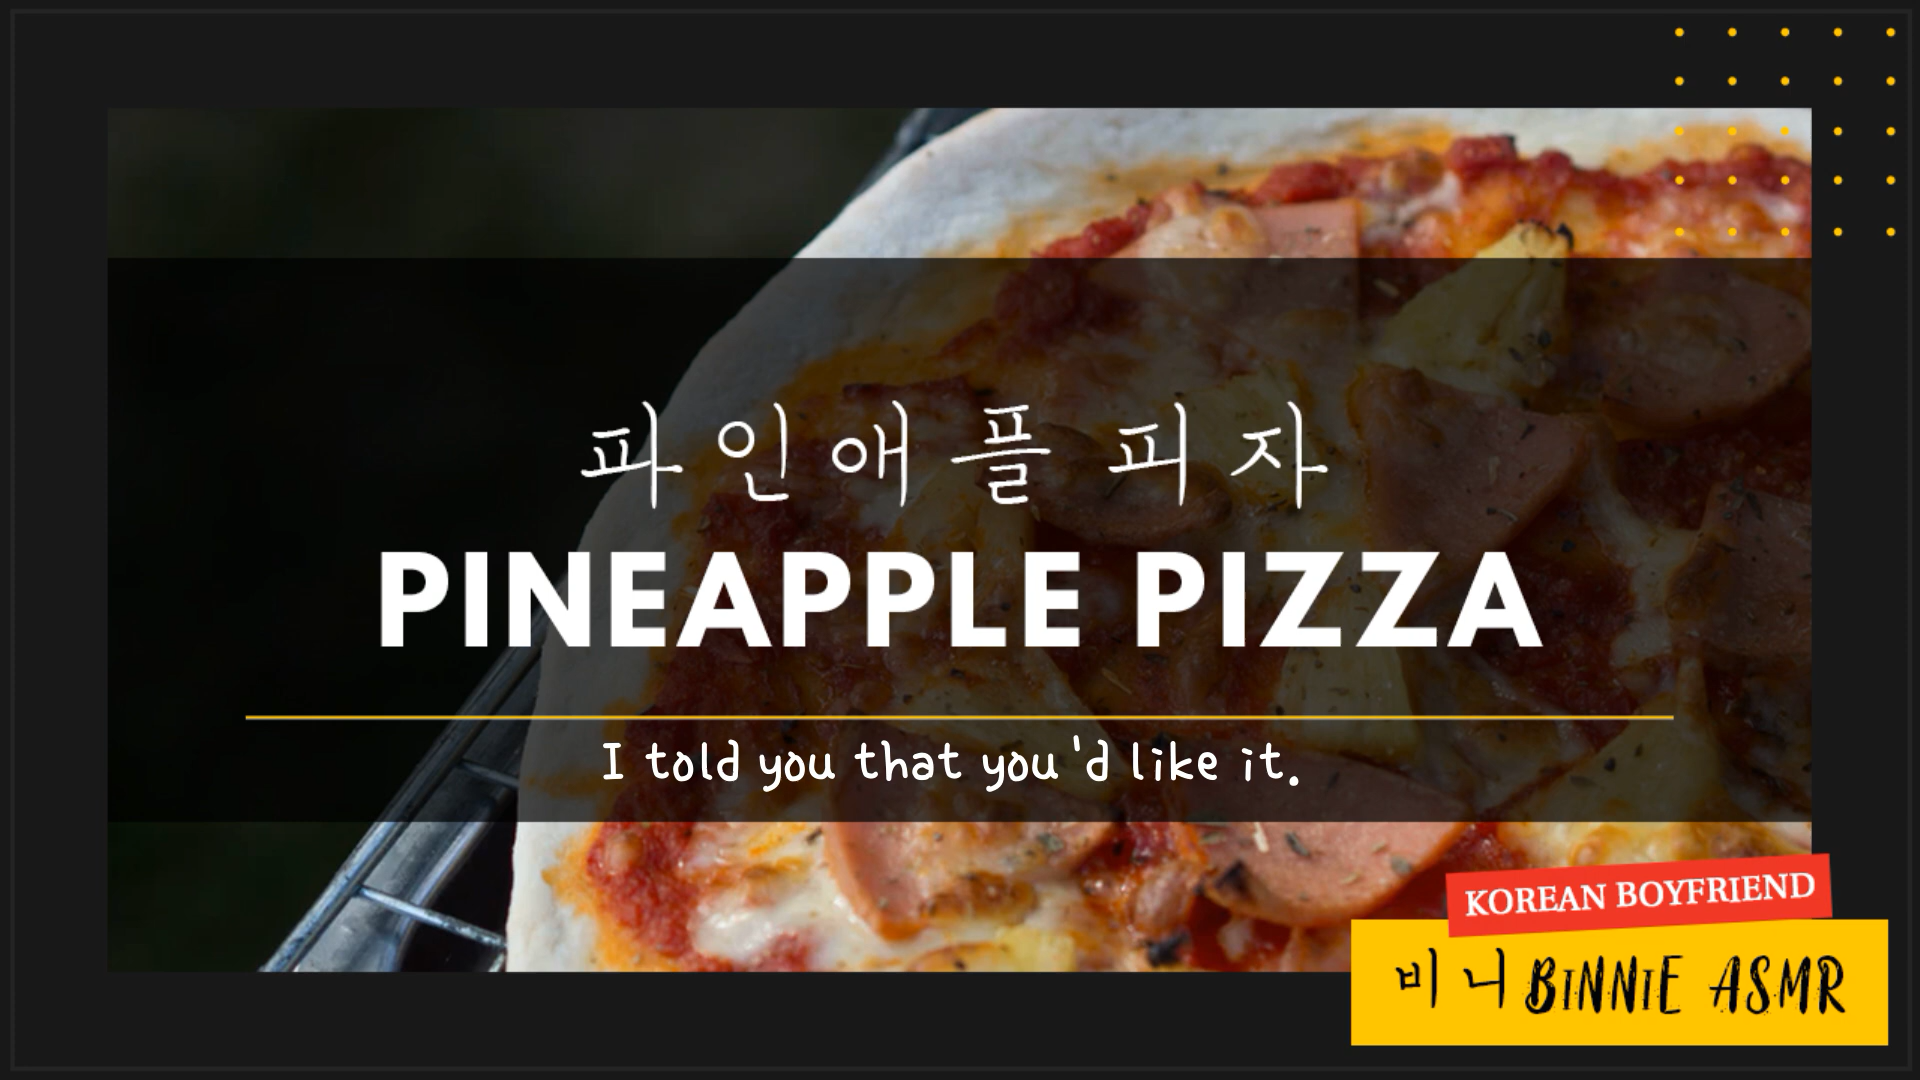 파인애플 피자
PINEAPPLE PIZZA
I told you that you'd like it.
KOREAN BOYFRIEND
비니 BINNIE ASMR